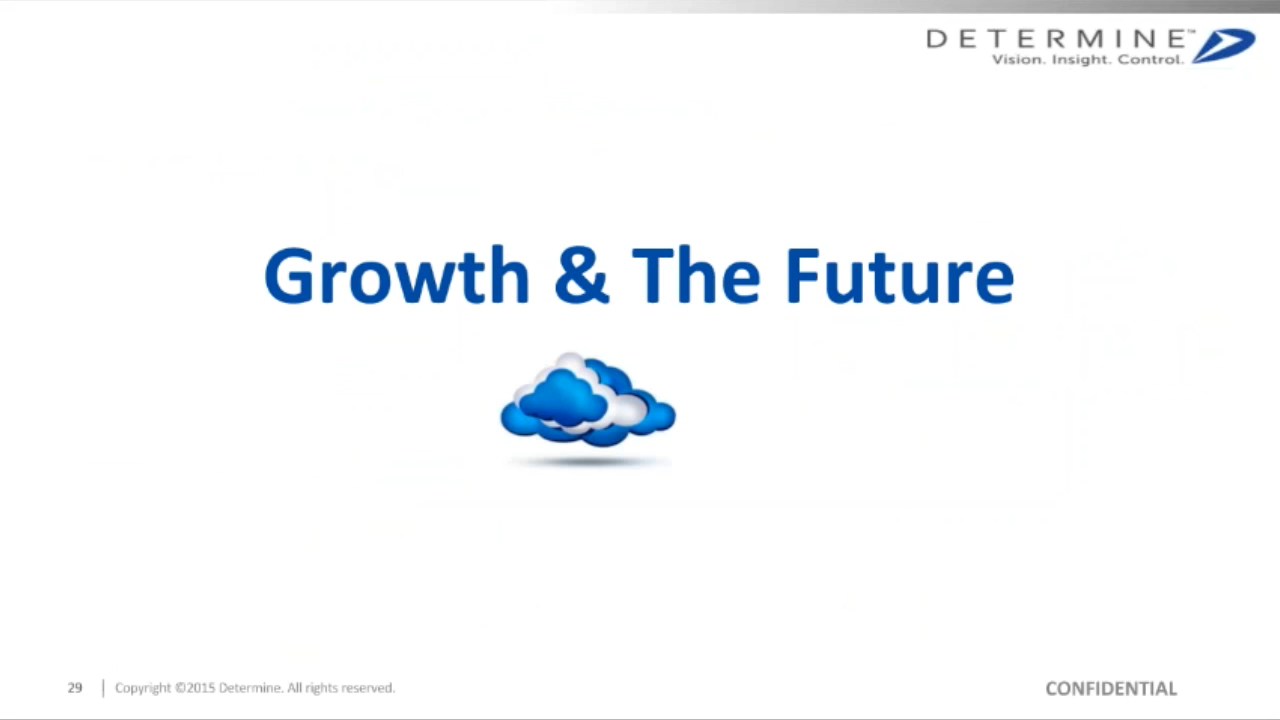 DETERMINE™
Vision. Insight. Control.
Growth & The Future
29 Copyright ©2015 Determine. All rights reserved.
CONFIDENTIAL